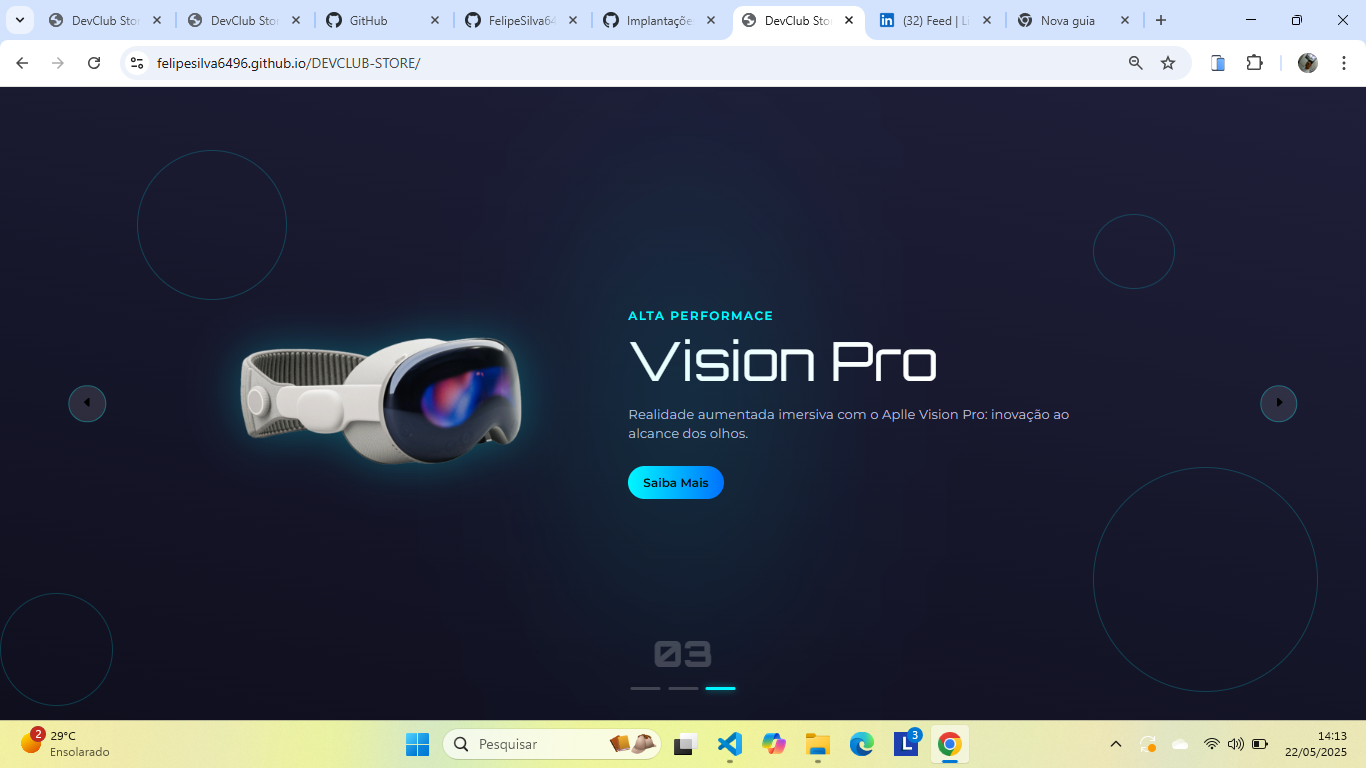 DevClub Sto
DevClub Sto
GitHub
FelipeSilva64
Implantaçõe
DevClub Sto
(32) Feed | Li
Nova guia
felipesilva6496.github.io/DEVCLUB-STORE/
ALTA PERFORMACE
Vision Pro
Realidade aumentada imersiva com o Aplle Vision Pro: inovação ao
alcance dos olhos.
Saiba Mais
03
2
29°C
Ensolarado
Pesquisar
L
3
14:13
22/05/2025